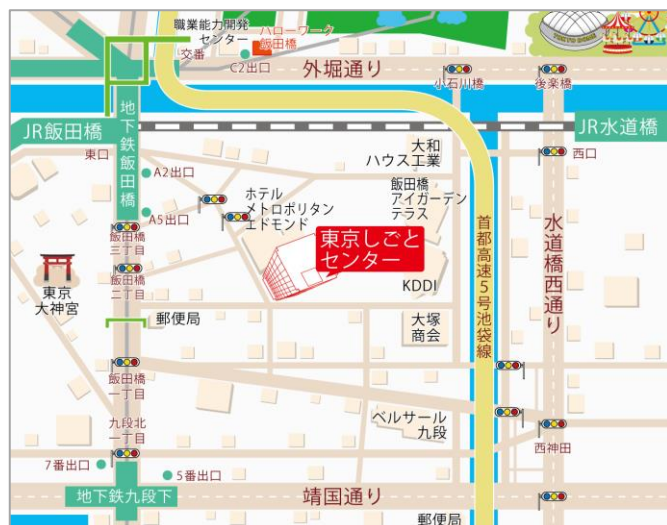 職業能力開発
センター
ハローワーク
飯田橋
交番
C2出口
外堀通り
小石川橋
後楽橋
TOKYO DOME
JR飯田橋
地下鉄飯田橋
JR水道橋
東口
A2出口
大和
ハウス工業
西口
ホテル
メトロポリタン
エドモンド
飯田橋
アイガーデン
テラス
A5出口
飯田橋
三丁目
東京しごと
センター
首都高速5号池袋線
水道橋西通り
東京
大神宮
飯田橋
二丁目
KDDI
郵便局
大塚
商会
飯田橋
一丁目
九段北
一丁目
ベルサール
九段
西神田
7番出口
5番出口
地下鉄九段下
靖国通り
郵便局